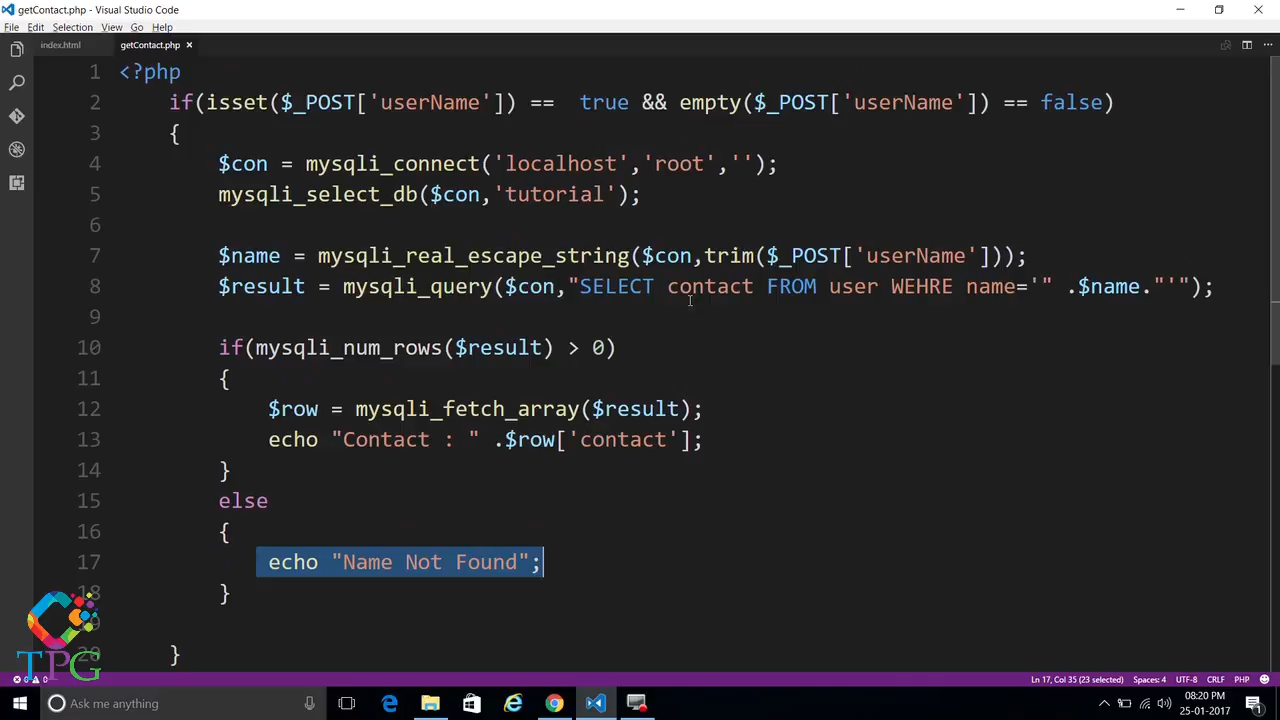 getContact.php - Visual Studio Code
File Edit Selection View Go Help
index.html getContact.php
1 <?php
2 if(isset($_POST['userName']) == true && empty($_POST['userName']) == false)
3 {
4 $con = mysqli_connect('localhost','root','');
5 mysqli_select_db($con,'tutorial');
6
7 $name = mysqli_real_escape_string($con,trim($_POST['userName']));
8 $result = mysqli_query($con,"SELECT contact FROM user WEHRE name='" .$name."'");
9
10 if(mysqli_num_rows($result) > 0)
11 {
12 $row = mysqli_fetch_array($result);
13 echo "Contact : " .$row['contact'];
14 }
15 else
16 {
17 echo "Name Not Found";
18 }
20 }
TPG
0 0 Ln 17, Col 35 (23 selected) Spaces: 4 UTF-8 CRLF PHP
Ask me anything
08:20 PM
25-01-2017
1